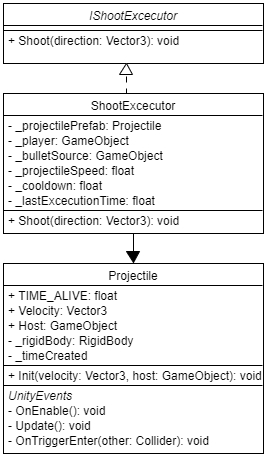 IShootExcecutor
+ Shoot(direction: Vector3): void
ShootExcecutor
- _projectilePrefab: Projectile
- _player: GameObject
- _bulletSource: GameObject
- _projectileSpeed: float
- _cooldown: float
- _lastExcecutionTime: float
+ Shoot(direction: Vector3): void
Projectile
+ TIME_ALIVE: float
+ Velocity: Vector3
+ Host: GameObject
- _rigidBody: RigidBody
- _timeCreated
+ Init(velocity: Vector3, host: GameObject): void
UnityEvents
- OnEnable(): void
- Update(): void
- OnTriggerEnter(other: Collider): void